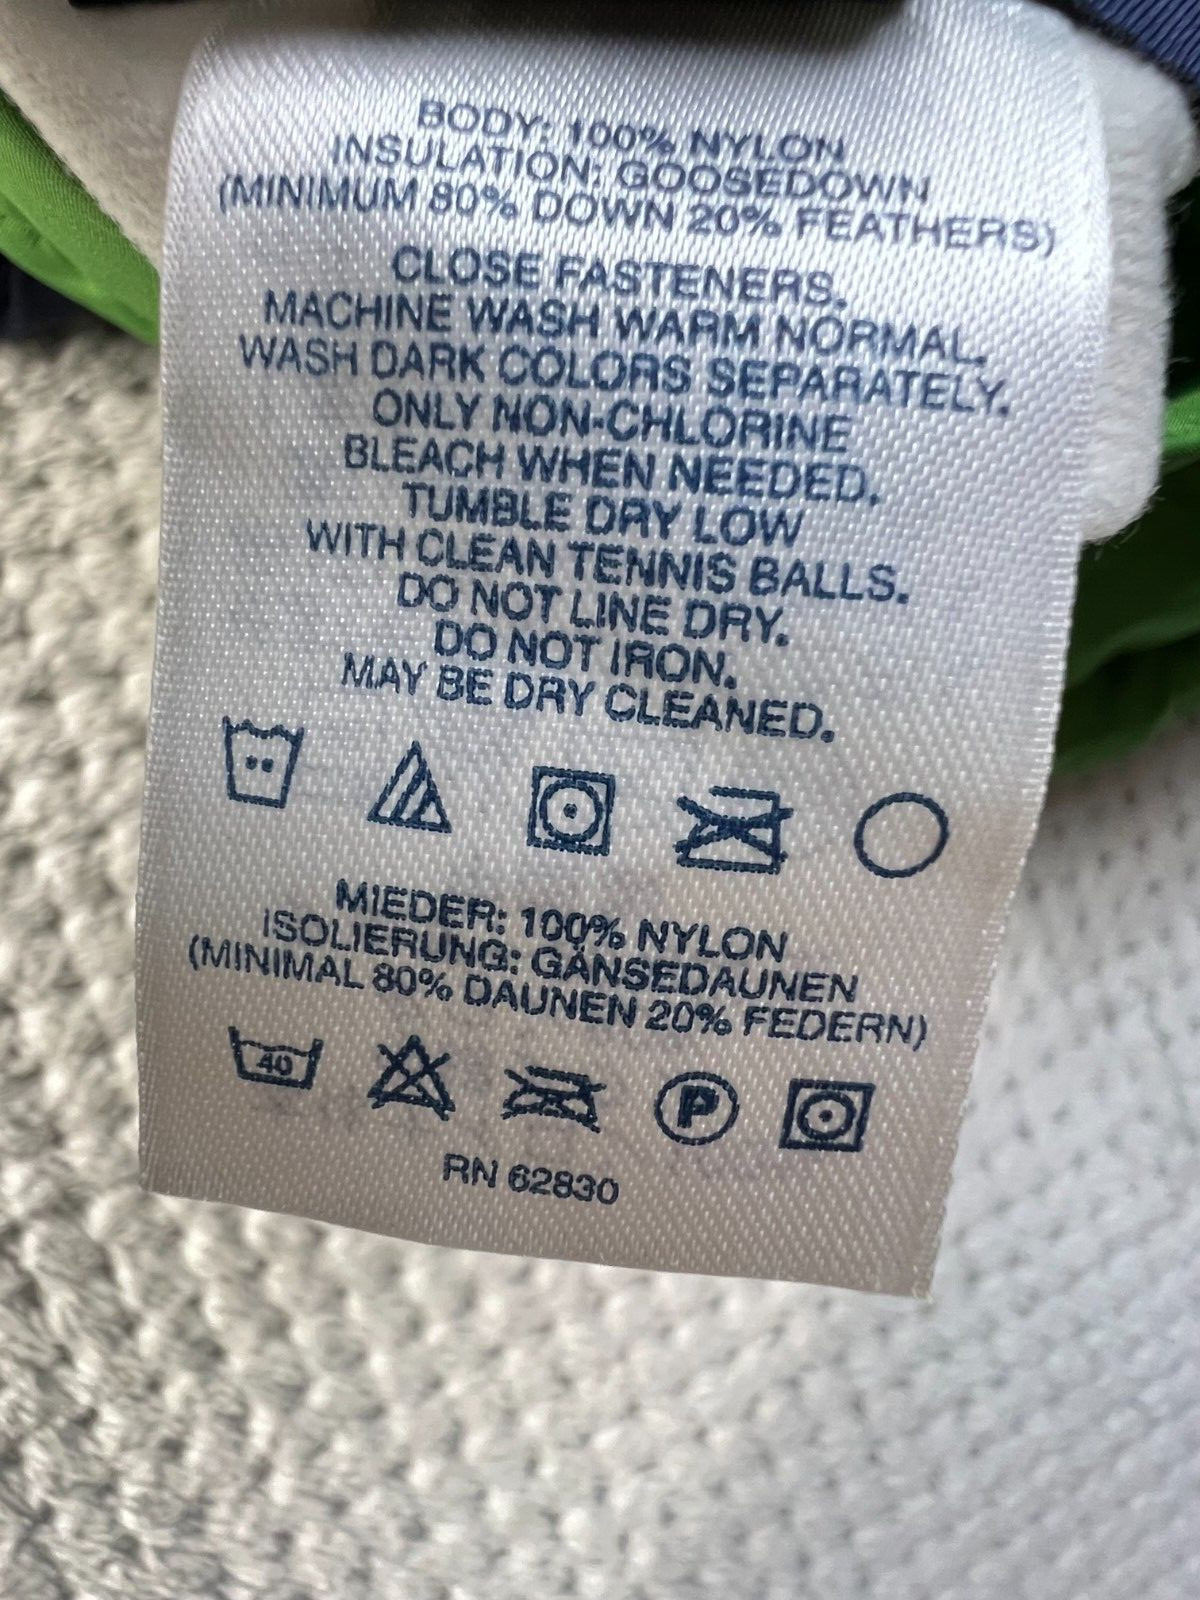 BODY: 100% NYLON
INSULATION: GOOSEDOWN
(MINIMUM 80% DOWN 20% FEATHERS)
CLOSE FASTENERS.
MACHINE WASH WARM NORMAL.
WASH DARK COLORS SEPARATELY.
ONLY NON-CHLORINE
BLEACH WHEN NEEDED.
TUMBLE DRY LOW
WITH CLEAN TENNIS BALLS.
DO NOT LINE DRY.
DO NOT IRON.
MAY BE DRY CLEANED.
MIEDER: 100% NYLON
ISOLIERUNG: GÄNSEDAUNEN
(MINIMAL 80% DAUNEN 20% FEDERN)
40 P
RN 62830